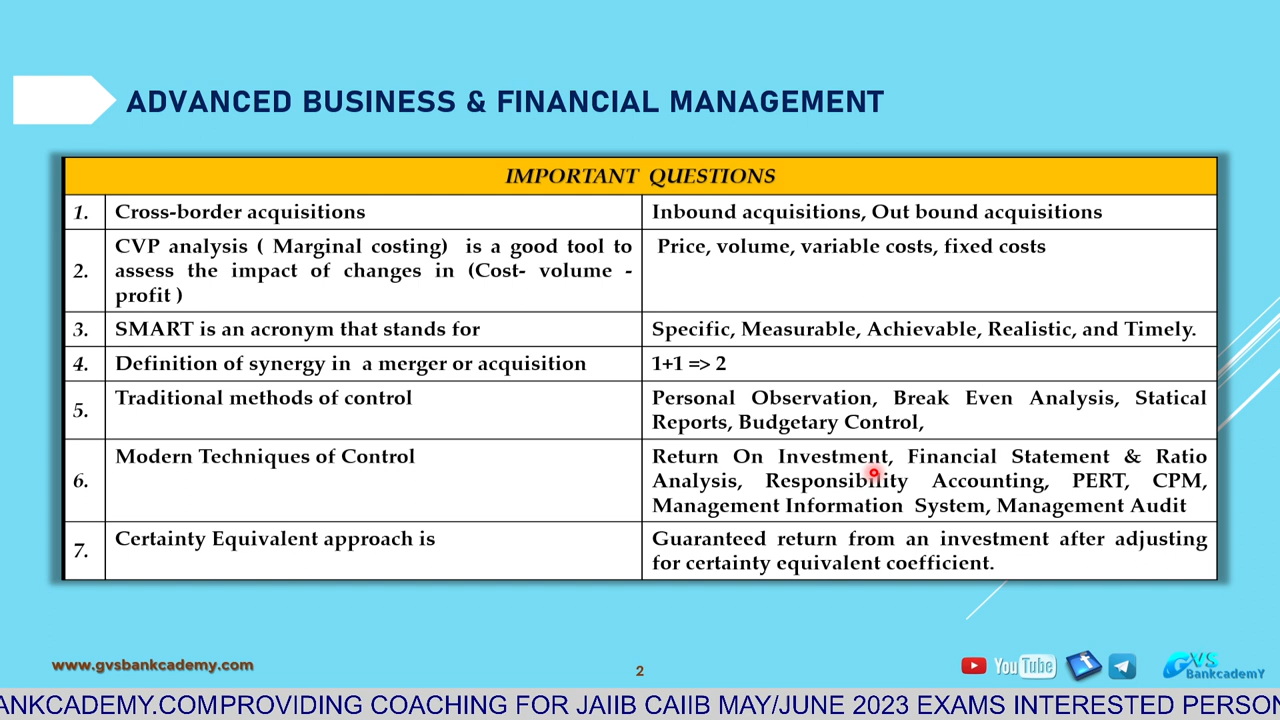 ADVANCED BUSINESS & FINANCIAL MANAGEMENT
IMPORTANT QUESTIONS
1. Cross-border acquisitions Inbound acquisitions, Out bound acquisitions
2. CVP analysis ( Marginal costing) is a good tool to
assess the impact of changes in (Cost- volume -
profit )
Price, volume, variable costs, fixed costs
3. SMART is an acronym that stands for Specific, Measurable, Achievable, Realistic, and Timely.
4. Definition of synergy in a merger or acquisition 1+1 => 2
5. Traditional methods of control
Personal Observation, Break Even Analysis, Statical
Reports, Budgetary Control,
6. Modern Techniques of Control
Return On Investment, Financial Statement & Ratio
Analysis, Responsibility Accounting, PERT, CPM,
Management Information System, Management Audit
7. Certainty Equivalent approach is
Guaranteed return from an investment after adjusting
for certainty equivalent coefficient.
www.gvsbankcademy.com
2
YouTube
GVS
BankcademY
ANKCADEMY.COMPROVIDING COACHING FOR JAIIB CAIIB MAY/JUNE 2023 EXAMS INTERESTED PERSON